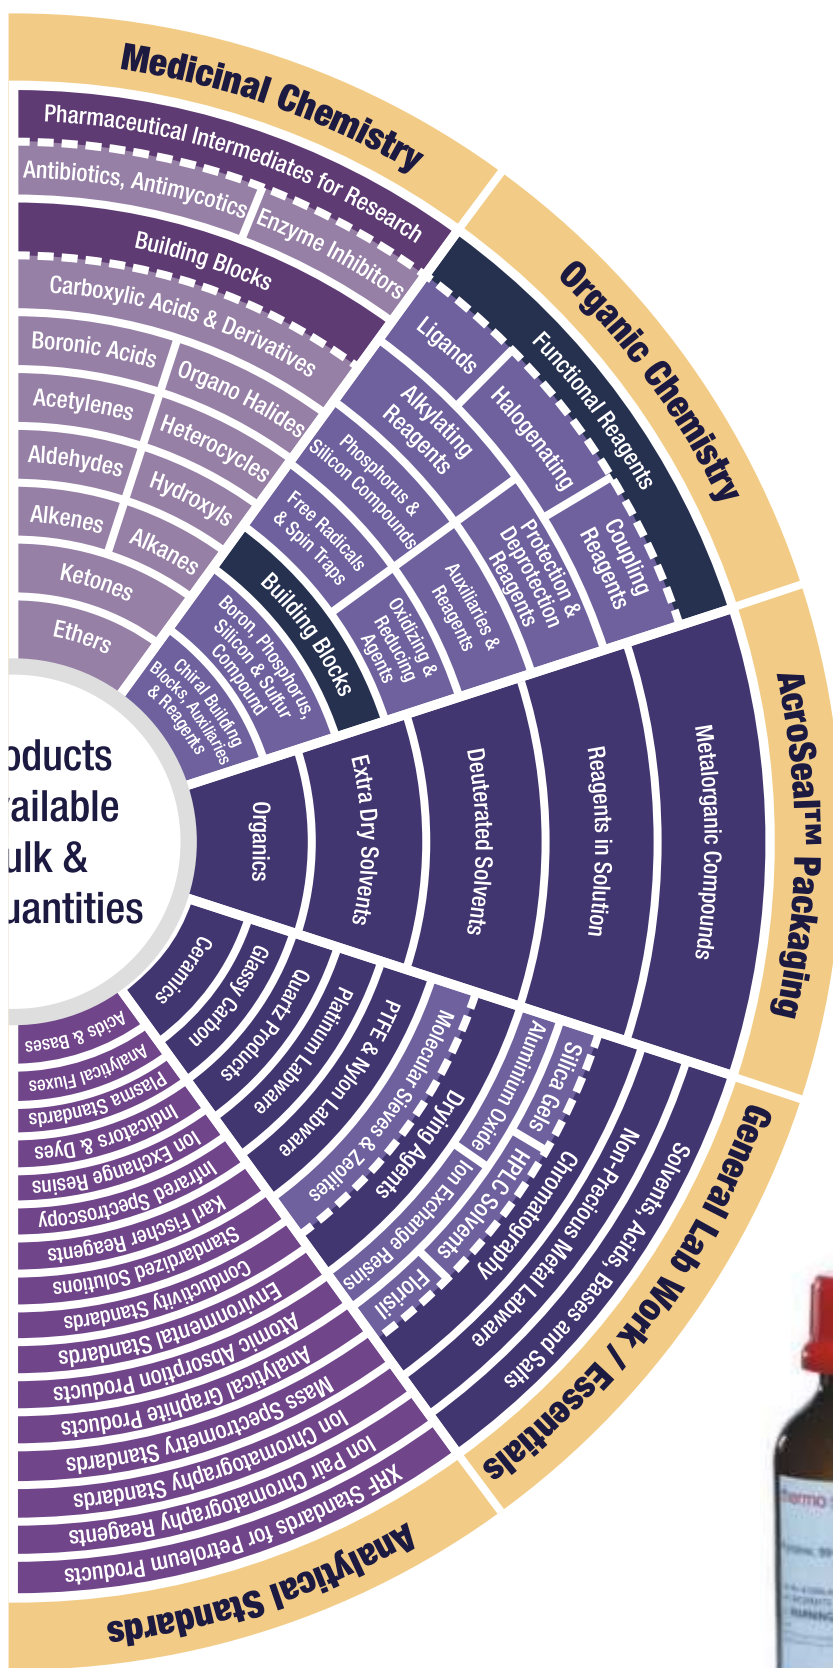 Medicinal Chemistry
Pharmaceutical Intermediates for Research
Antibiotics, Antimycotics
Enzyme Inhibitors
Building Blocks
Carboxylic Acids & Derivatives
Boronic Acids
Organo Halides
Acetylenes
Heterocycles
Aldehydes
Hydroxyls
Alkenes
Alkanes
Ketones
Ethers
Organic Chemistry
Functional Reagents
Ligands
Halogenating
Coupling
Reagents
Alkylating
Reagents
Protection &
Deprotection
Reagents
Phosphorus &
Silicon Compounds
Auxiliaries &
Reagents
Free Radicals
& Spin Traps
Oxidizing &
Reducing
Agents
Building Blocks
Boron, Phosphorus,
Silicon & Sulfur
Compound
Chiral Building
Blocks, Auxiliaries
& Reagents
AcroSeal™ Packaging
Metalorganic Compounds
Reagents in Solution
Deuterated Solvents
Extra Dry Solvents
Organics
oducts
ailable
ulk &
uantities
General Lab Work / Essentials
Solvents, Acids, Bases and Salts
Non-Precious Metal Labware
Chromatography
Silica Gels
HPLC Solvents
Florisil
Aluminium Oxide
Ion Exchange Resins
Drying Agents
Molecular Sieves & Zeolites
PTFE & Nylon Labware
Platinum Labware
Quartz Products
Glassy Carbon
Ceramics
Acids & Bases
Analytical Fluxes
Plasma Standards
Indicators & Dyes
Ion Exchange Resins
Infrared Spectroscopy
Karl Fischer Reagents
Standardized Solutions
Conductivity Standards
Environmental Standards
Atomic Absorption Products
Analytical Graphite Products
Mass Spectrometry Standards
Ion Chromatography Standards
Ion Pair Chromatography Reagents
XRF Standards for Petroleum Products
Analytical Standards